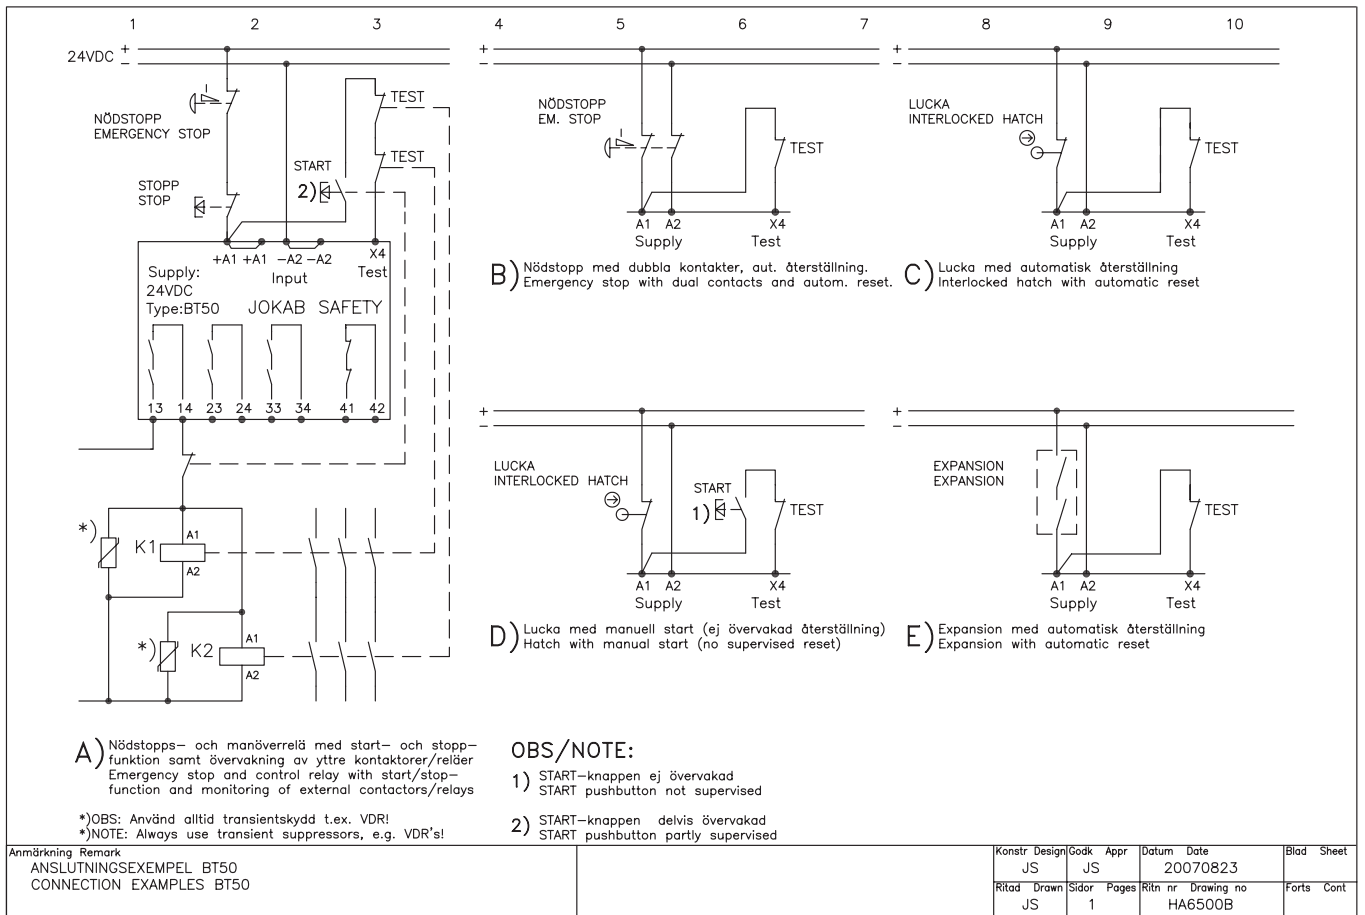 1 2 3 4 5 6 7 8 9 10
24VDC + −
NÖDSTOPP
EMERGENCY STOP
TEST
TEST
STOPP
STOP
START
2)
+A1 +A1 −A2 −A2 X4
Input Test
Supply:
24VDC
Type:BT50 JOKAB SAFETY
13 14 23 24 33 34 41 42
*) K1 A1 A2
*) K2 A1 A2
A) Nödstopps− och manöverrelä med start− och stopp−
funktion samt övervakning av yttre kontaktorer/reläer
Emergency stop and control relay with start/stop−
function and monitoring of external contactors/relays
*)OBS: Använd alltid transientskydd t.ex. VDR!
*)NOTE: Always use transient suppressors, e.g. VDR's!
+ −
NÖDSTOPP
EM. STOP
TEST
A1 A2 X4
Supply Test
B) Nödstopp med dubbla kontakter, aut. återställning.
Emergency stop with dual contacts and autom. reset.
+ −
LUCKA
INTERLOCKED HATCH
TEST
A1 A2 X4
Supply Test
C) Lucka med automatisk återställning
Interlocked hatch with automatic reset
+ −
LUCKA
INTERLOCKED HATCH
START
1)
TEST
A1 A2 X4
Supply Test
D) Lucka med manuell start (ej övervakad återställning)
Hatch with manual start (no supervised reset)
+ −
EXPANSION
EXPANSION
TEST
A1 A2 X4
Supply Test
E) Expansion med automatisk återställning
Expansion with automatic reset
OBS/NOTE:
1) START−knappen ej övervakad
START pushbutton not supervised
2) START−knappen delvis övervakad
START pushbutton partly supervised
Anmärkning Remark
ANSLUTNINGSEXEMPEL BT50
CONNECTION EXAMPLES BT50
Konstr Design Godk Appr Datum Date Blad Sheet
JS JS 20070823
Ritad Drawn Sidor Pages Ritn nr Drawing no Forts Cont
JS 1 HA6500B